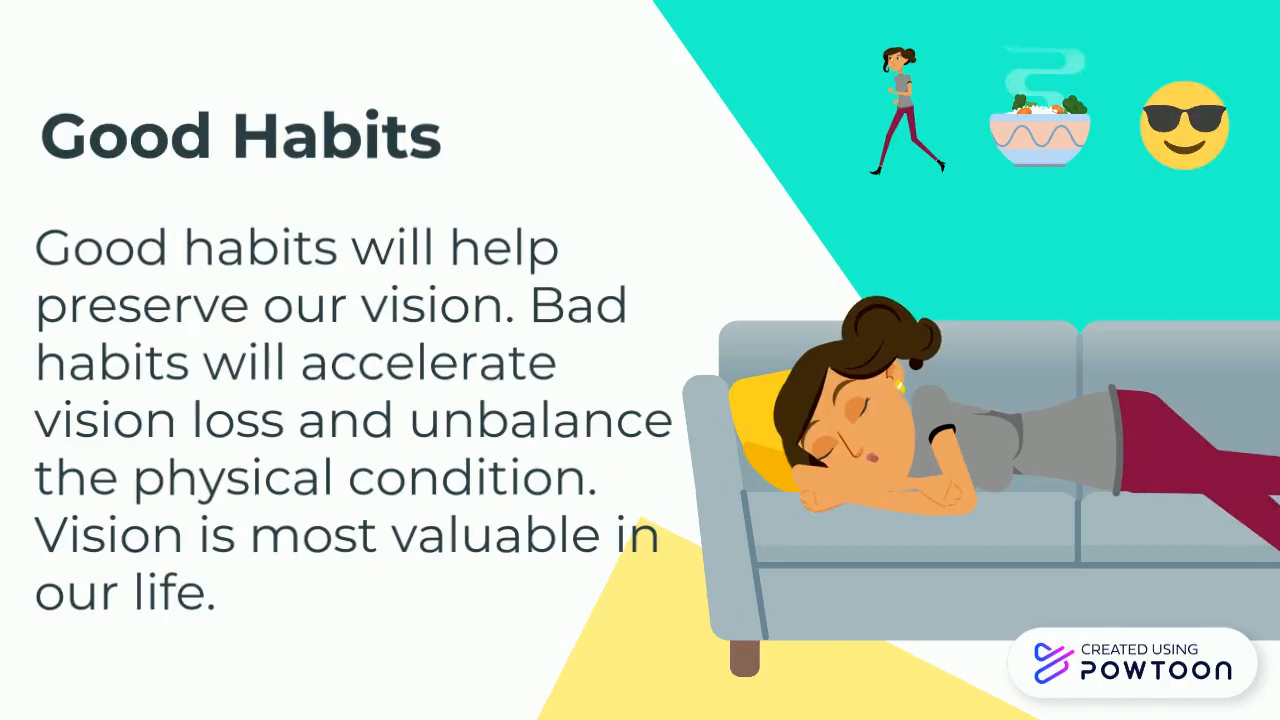 Good Habits
Good habits will help
preserve our vision. Bad
habits will accelerate
vision loss and unbalance
the physical condition.
Vision is most valuable in
our life.
CREATED USING
POWTOON